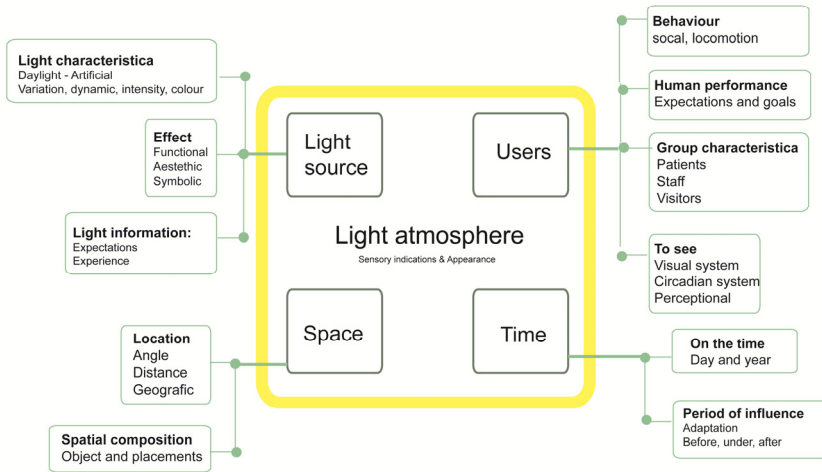 Light characteristica
Daylight - Artificial
Variation, dynamic, intensity, colour
Effect
Functional
Aestethic
Symbolic
Light information:
Expectations
Experience
Location
Angle
Distance
Geografic
Spatial composition
Object and placements
Light
source
Users
Light atmosphere
Sensory indications & Appearance
Space
Time
Behaviour
socal, locomotion
Human performance
Expectations and goals
Group characteristica
Patients
Staff
Visitors
To see
Visual system
Circadian system
Perceptional
On the time
Day and year
Period of influence
Adaptation
Before, under, after